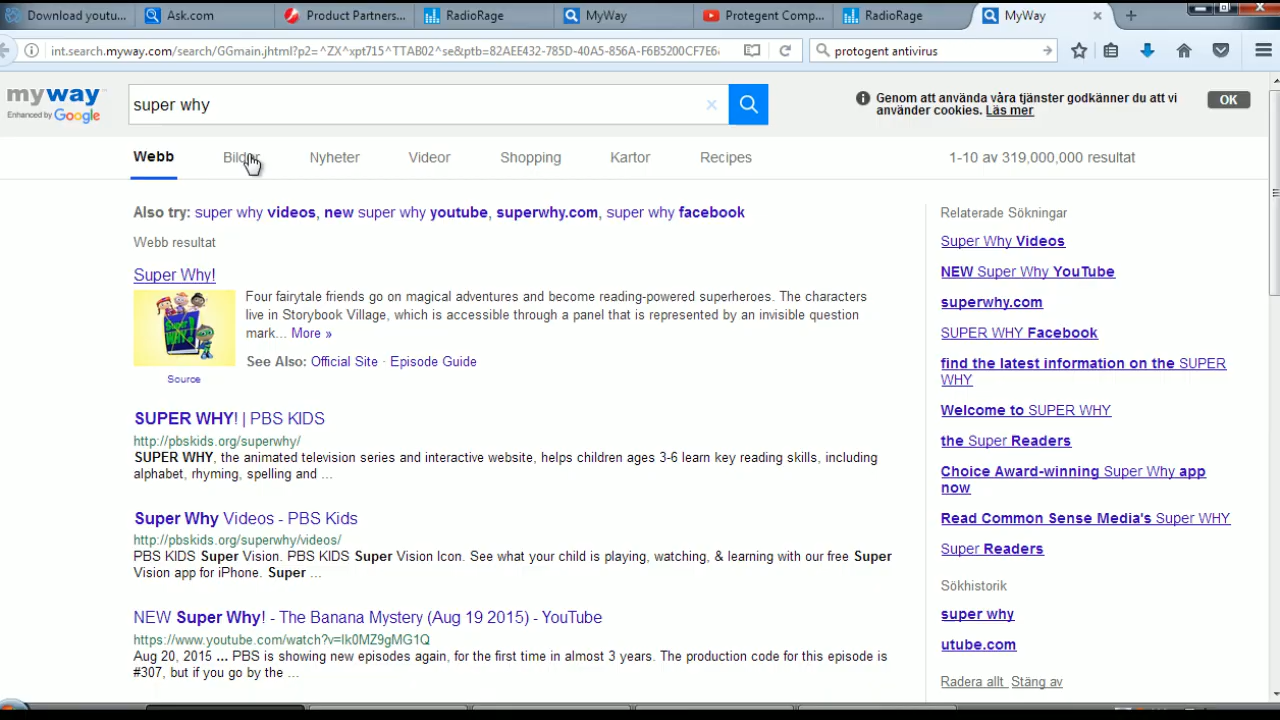 Download youtu...
Ask.com
Product Partners...
RadioRage
MyWay
Protegent Comp...
RadioRage
MyWay
int.search.myway.com/search/GGmain.jhtml?p2=^ZX^xpt715^TTAB02^se&ptb=82AEE432-785D-40A5-856A-F6B5200CF7E6
protogent antivirus
myway
Enhanced by Google
super why
Genom att använda våra tjänster godkänner du att vi
använder cookies. Läs mer
OK
Webb
Bilder
Nyheter
Videor
Shopping
Kartor
Recipes
1-10 av 319,000,000 resultat
Also try: super why videos, new super why youtube, superwhy.com, super why facebook
Webb resultat
Super Why!
Four fairytale friends go on magical adventures and become reading-powered superheroes. The characters
live in Storybook Village, which is accessible through a panel that is represented by an invisible question
mark... More »
See Also: Official Site · Episode Guide
Source
SUPER WHY! | PBS KIDS
http://pbskids.org/superwhy/
SUPER WHY, the animated television series and interactive website, helps children ages 3-6 learn key reading skills, including
alphabet, rhyming, spelling and ...
Super Why Videos - PBS Kids
http://pbskids.org/superwhy/videos/
PBS KIDS Super Vision. PBS KIDS Super Vision Icon. See what your child is playing, watching, & learning with our free Super
Vision app for iPhone. Super ...
NEW Super Why! - The Banana Mystery (Aug 19 2015) - YouTube
https://www.youtube.com/watch?v=lk0MZ9gMG1Q
Aug 20, 2015 ... PBS is showing new episodes again, for the first time in almost 3 years. The production code for this episode is
#307, but if you go by the ...
Relaterade Sökningar
Super Why Videos
NEW Super Why YouTube
superwhy.com
SUPER WHY Facebook
find the latest information on the SUPER
WHY
Welcome to SUPER WHY
the Super Readers
Choice Award-winning Super Why app
now
Read Common Sense Media's Super WHY
Super Readers
Sökhistorik
super why
utube.com
Radera allt Stäng av